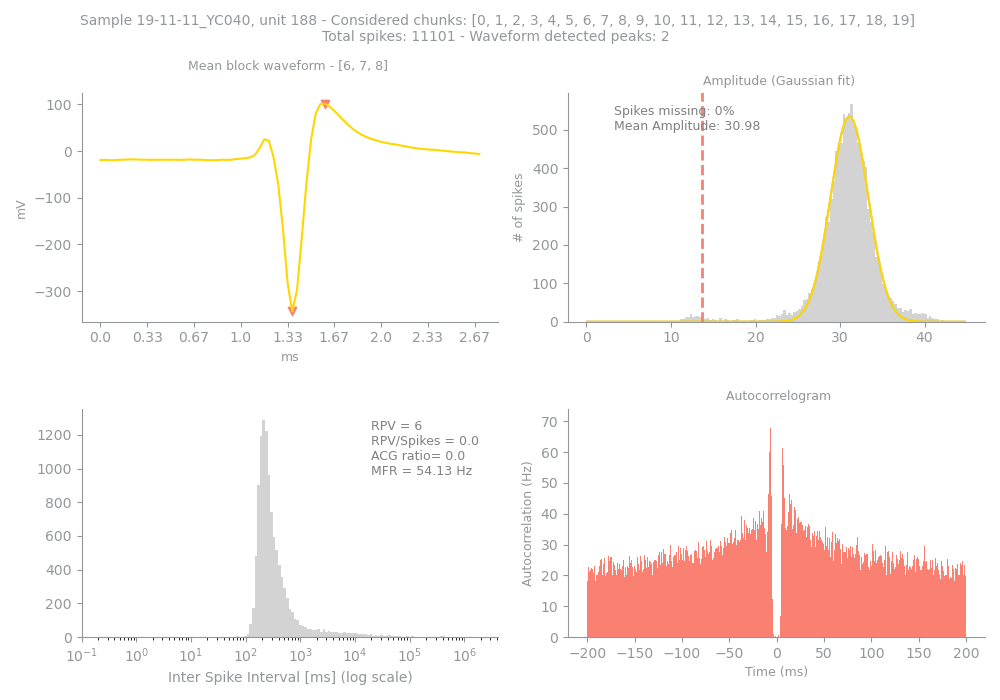 Sample 19-11-11_YC040, unit 188 - Considered chunks: [0, 1, 2, 3, 4, 5, 6, 7, 8, 9, 10, 11, 12, 13, 14, 15, 16, 17, 18, 19]
Total spikes: 11101 - Waveform detected peaks: 2
Mean block waveform - [6, 7, 8]
100
0
−100
−200
−300
mV
0.0 0.33 0.67 1.0 1.33 1.67 2.0 2.33 2.67
ms
Amplitude (Gaussian fit)
Spikes missing: 0%
Mean Amplitude: 30.98
500
400
300
200
100
0
# of spikes
0 10 20 30 40
RPV = 6
RPV/Spikes = 0.0
ACG ratio= 0.0
MFR = 54.13 Hz
1200
1000
800
600
400
200
0
10⁻¹ 10⁰ 10¹ 10² 10³ 10⁴ 10⁵ 10⁶
Inter Spike Interval [ms] (log scale)
Autocorrelogram
70
60
50
40
30
20
10
0
Autocorrelation (Hz)
−200 −150 −100 −50 0 50 100 150 200
Time (ms)